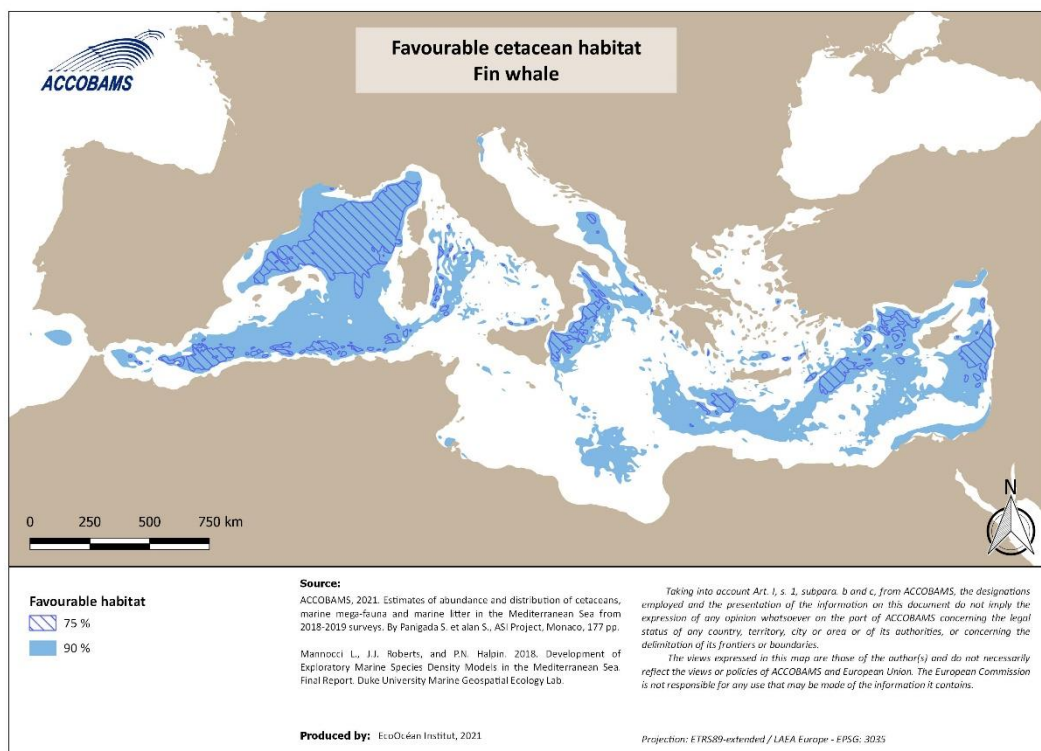 ACCOBAMS
Favourable cetacean habitat
Fin whale
N
0 250 500 750 km
Favourable habitat
75 %
90 %
Source:
ACCOBAMS, 2021. Estimates of abundance and distribution of cetaceans,
marine mega-fauna and marine litter in the Mediterranean Sea from
2018-2019 surveys. By Panigada S. et alan S., ASI Project, Monaco, 177 pp.
Mannocci L., J.J. Roberts, and P.N. Halpin. 2018. Development of
Exploratory Marine Species Density Models in the Mediterranean Sea.
Final Report. Duke University Marine Geospatial Ecology Lab.
Produced by: EcoOcéan Institut, 2021
Taking into account Art. I, s. 1, subpara. b and c, from ACCOBAMS, the designations
employed and the presentation of the information on this document do not imply the
expression of any opinion whatsoever on the part of ACCOBAMS concerning the legal
status of any country, territory, city or area or of its authorities, or concerning the
delimitation of its frontiers or boundaries.
The views expressed in this map are those of the author(s) and do not necessarily
reflect the views or policies of ACCOBAMS and European Union. The European Commission
is not responsible for any use that may be made of the information it contains.
Projection: ETRS89-extended / LAEA Europe - EPSG: 3035